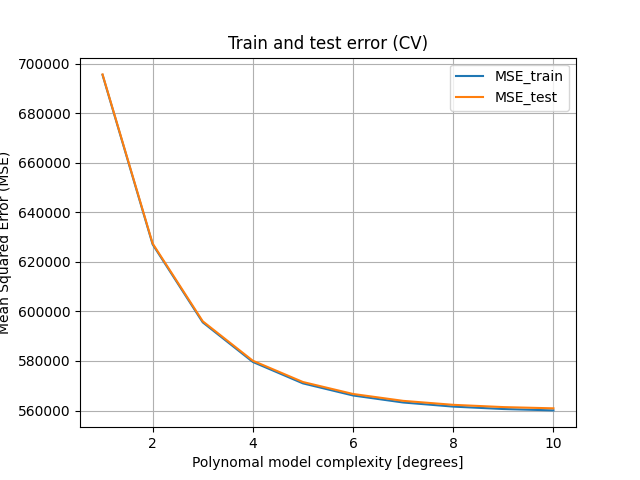 Train and test error (CV)
MSE_train
MSE_test
Mean Squared Error (MSE)
700000
680000
660000
640000
620000
600000
580000
560000
2 4 6 8 10
Polynomal model complexity [degrees]